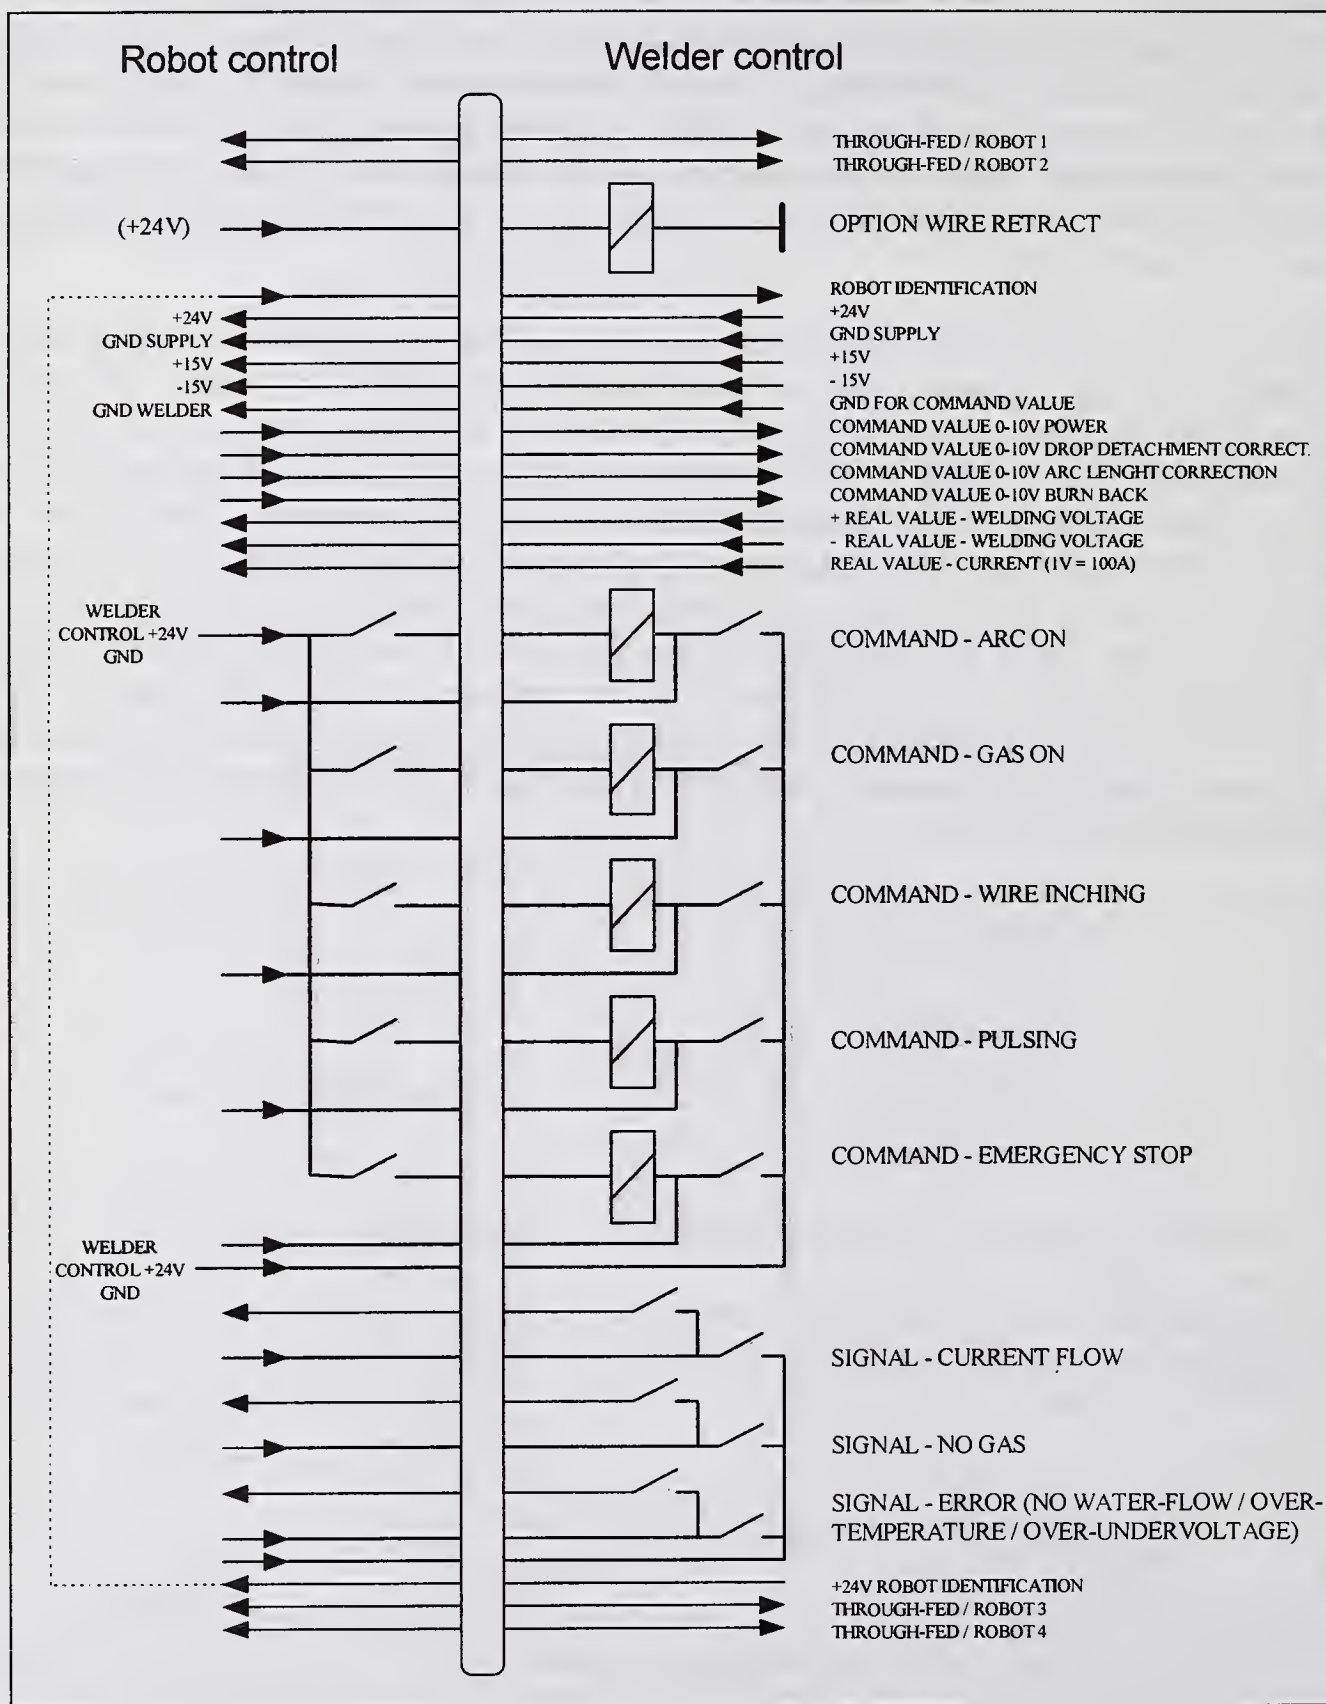 Robot control
Welder control
THROUGH-FED / ROBOT 1
THROUGH-FED / ROBOT 2
(+24V)
OPTION WIRE RETRACT
ROBOT IDENTIFICATION
+24V
+24V
GND SUPPLY
GND SUPPLY
+15V
+15V
-15V
- 15V
GND WELDER
GND FOR COMMAND VALUE
COMMAND VALUE 0-10V POWER
COMMAND VALUE 0-10V DROP DETACHMENT CORRECT.
COMMAND VALUE 0-10V ARC LENGHT CORRECTION
COMMAND VALUE 0-10V BURN BACK
+ REAL VALUE - WELDING VOLTAGE
- REAL VALUE - WELDING VOLTAGE
REAL VALUE - CURRENT (1V = 100A)
WELDER
CONTROL +24V
GND
COMMAND - ARC ON
COMMAND - GAS ON
COMMAND - WIRE INCHING
COMMAND - PULSING
COMMAND - EMERGENCY STOP
WELDER
CONTROL +24V
GND
SIGNAL - CURRENT FLOW
SIGNAL - NO GAS
SIGNAL - ERROR (NO WATER-FLOW / OVER-
TEMPERATURE / OVER-UNDERVOLTAGE)
+24V ROBOT IDENTIFICATION
THROUGH-FED / ROBOT 3
THROUGH-FED / ROBOT 4